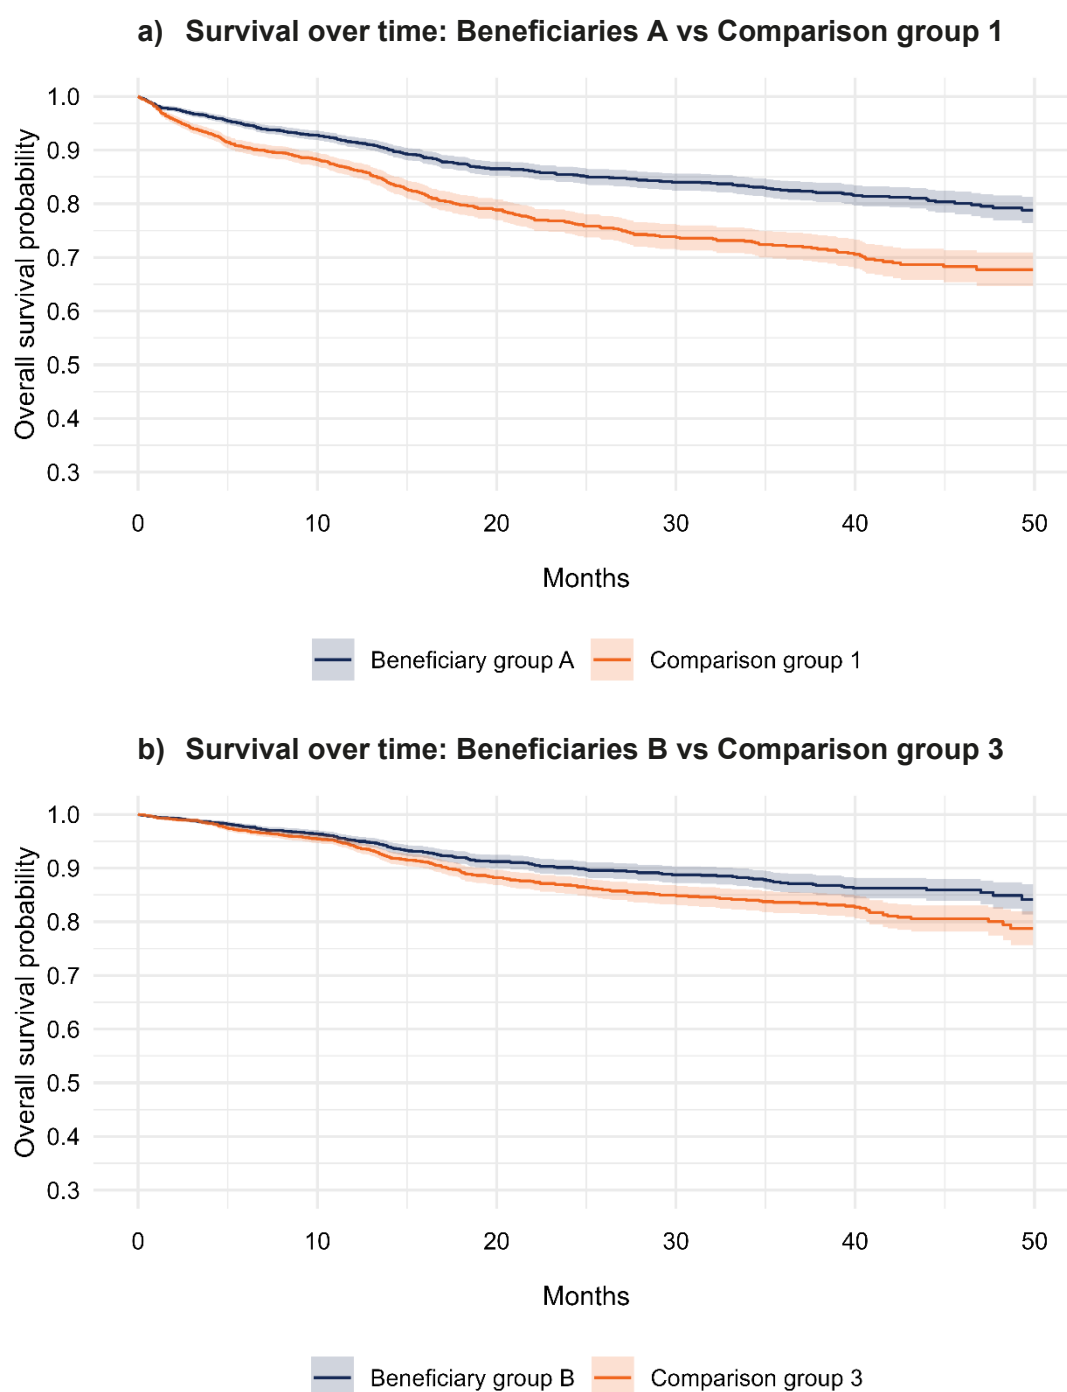 a) Survival over time: Beneficiaries A vs Comparison group 1
Overall survival probability
1.0
0.9
0.8
0.7
0.6
0.5
0.4
0.3
0 10 20 30 40 50
Months
Beneficiary group A Comparison group 1
b) Survival over time: Beneficiaries B vs Comparison group 3
Overall survival probability
1.0
0.9
0.8
0.7
0.6
0.5
0.4
0.3
0 10 20 30 40 50
Months
Beneficiary group B Comparison group 3